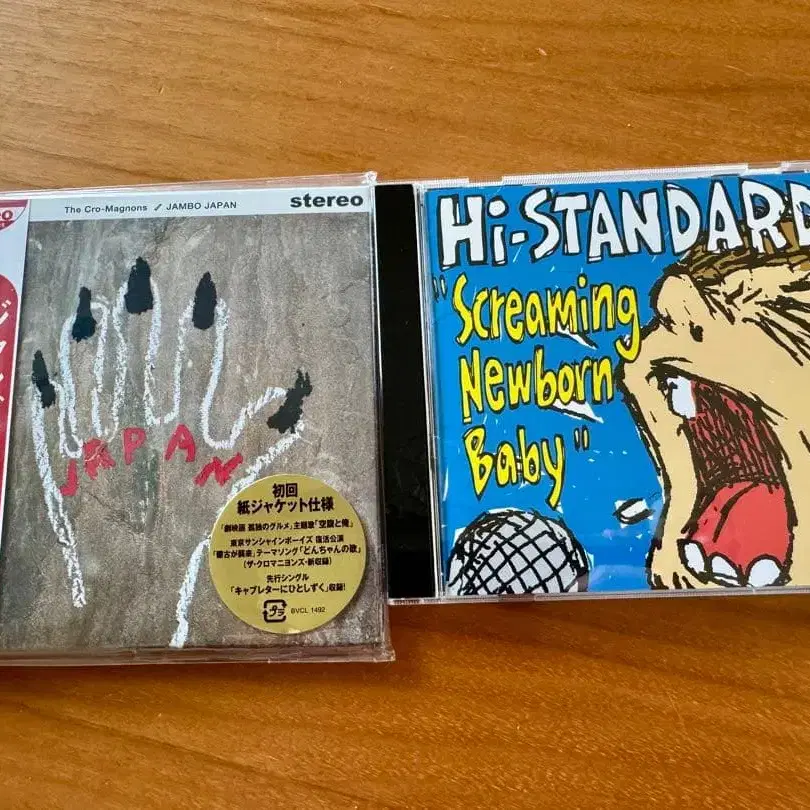 The Cro-Magnons // JAMBO JAPAN
stereo
JAPAN
初回
紙ジャケット仕様
「劇映画 孤独のグルメ」主題歌「空腹と俺」
東京サンシャインボーイズ 復活公演
「蒙古が襲来」テーマソング「どんちゃんの歌」
(ザ・クロマニヨンズ・新収録)
先行シングル
「キャブレターにひとしずく」収録!
プラ
BVCL 1492
Hi-STANDARD
"Screaming
Newborn
Baby"